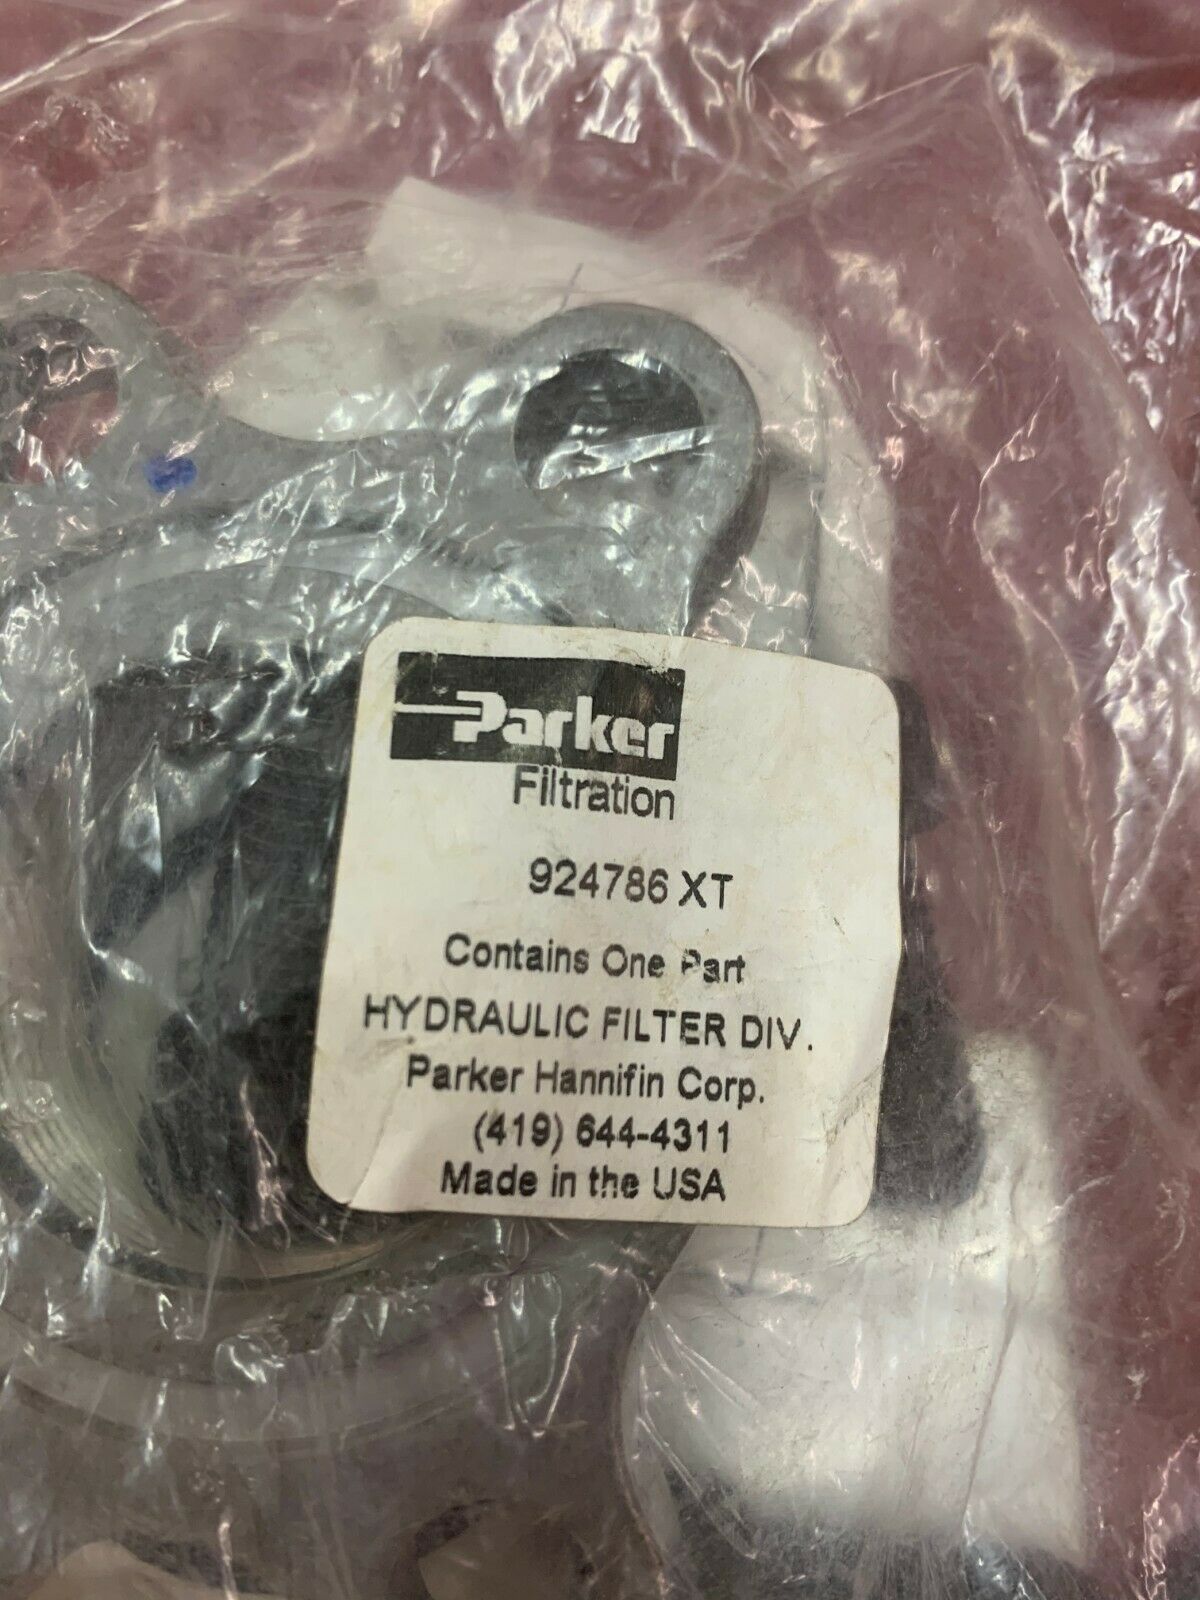 Parker
Filtration
924786 XT
Contains One Part
HYDRAULIC FILTER DIV.
Parker Hannifin Corp.
(419) 644-4311
Made in the USA